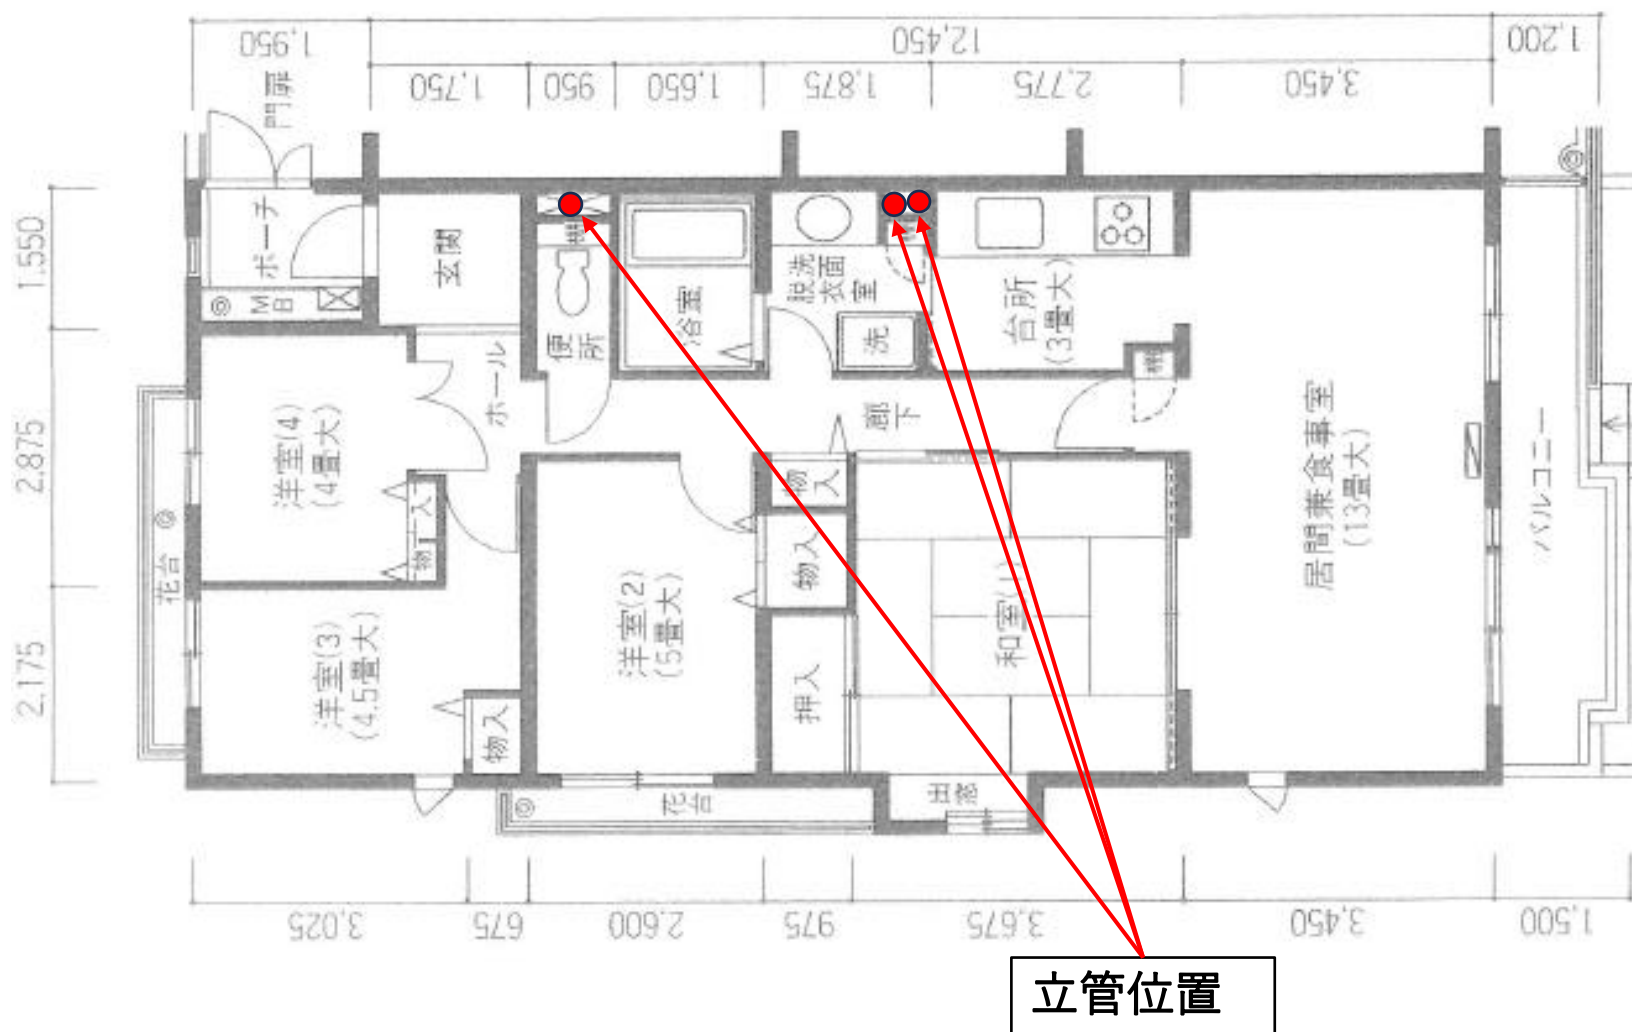 1,950
12,450
1,200
1,750
950
1,650
1,875
2,775
3,450
門扉
1.550
2.875
2.175
ポーチ
MB
玄関
棚
便所
浴室
洗面
脱衣室
洗
台所
(3畳大)
棚
ホール
廊下
洋室(4)
(4畳大)
物入
花台
洋室(3)
(4.5畳大)
物入
洋室(2)
(5畳大)
物入
物入
押入
和室(1)
居間兼食事室
(13畳大)
バルコニー
花台
出窓
3,025
675
2,600
975
3,675
3,450
1,500
立管位置